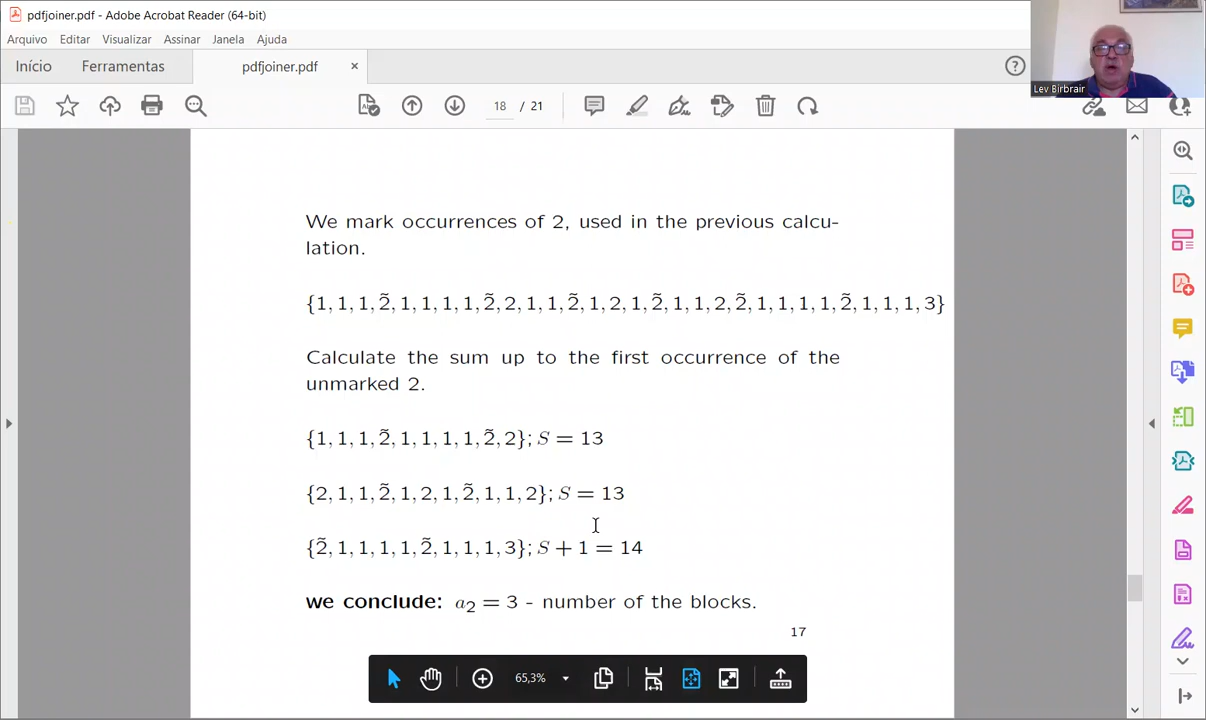 pdfjoiner.pdf - Adobe Acrobat Reader (64-bit)
Arquivo Editar Visualizar Assinar Janela Ajuda
Início Ferramentas pdfjoiner.pdf ×
18 / 21
Lev Birbrair
We mark occurrences of 2, used in the previous calcu-
lation.
{1, 1, 1, 2̃, 1, 1, 1, 1, 2̃, 2, 1, 1, 2̃, 1, 2, 1, 2̃, 1, 1, 2, 2̃, 1, 1, 1, 1, 2̃, 1, 1, 1, 3}
Calculate the sum up to the first occurrence of the
unmarked 2.
{1, 1, 1, 2̃, 1, 1, 1, 1, 2̃, 2}; S = 13
{2, 1, 1, 2̃, 1, 2, 1, 2̃, 1, 1, 2}; S = 13
{2̃, 1, 1, 1, 1, 2̃, 1, 1, 1, 3}; S + 1 = 14
we conclude: a₂ = 3 - number of the blocks.
17
65,3%